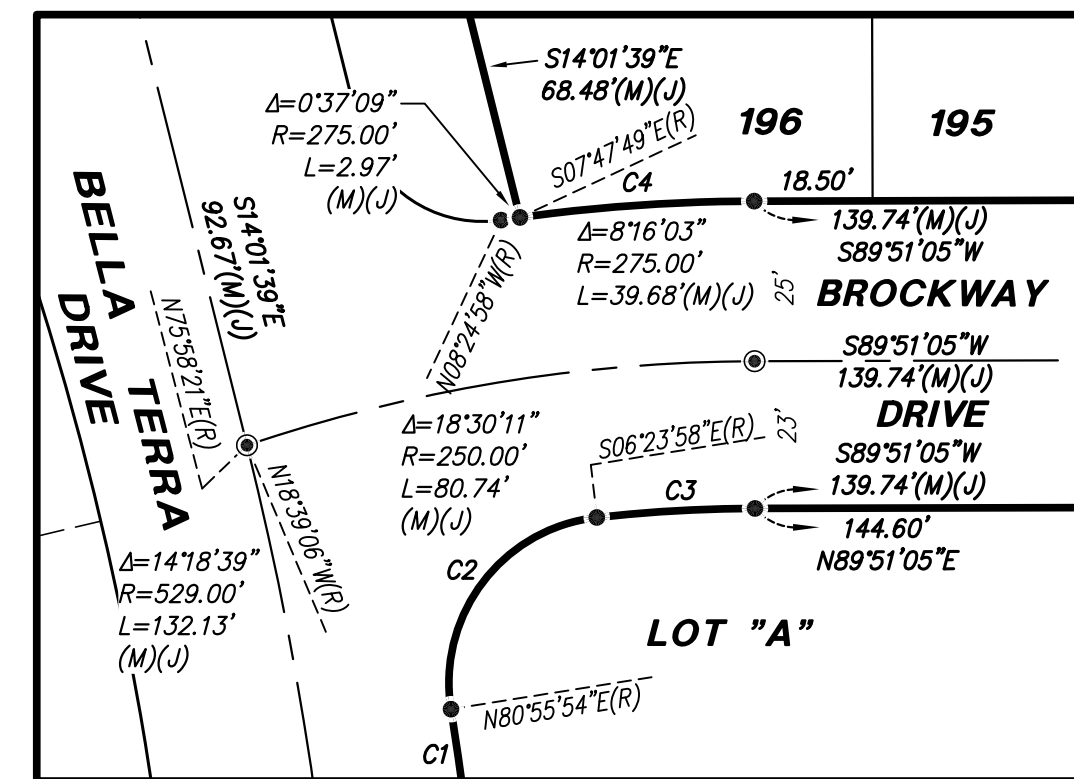 S14°01'39"E
68.48'(M)(J)
Δ=0°37'09"
R=275.00'
L=2.97'
(M)(J)
S07°47'49"E(R)
196
195
C4
18.50'
139.74'(M)(J)
S89°51'05"W
Δ=8°16'03"
R=275.00'
L=39.68'(M)(J)
25'
BROCKWAY
DRIVE
BELLA TERRA
DRIVE
S14°01'39"E
92.67'(M)(J)
N75°58'21"E(R)
N08°24'58"W(R)
S89°51'05"W
139.74'(M)(J)
23'
S89°51'05"W
139.74'(M)(J)
Δ=18°30'11"
R=250.00'
L=80.74'
(M)(J)
S06°23'58"E(R)
C3
144.60'
N89°51'05"E
N18°39'06"W(R)
C2
Δ=14°18'39"
R=529.00'
L=132.13'
(M)(J)
LOT "A"
N80°55'54"E(R)
C1